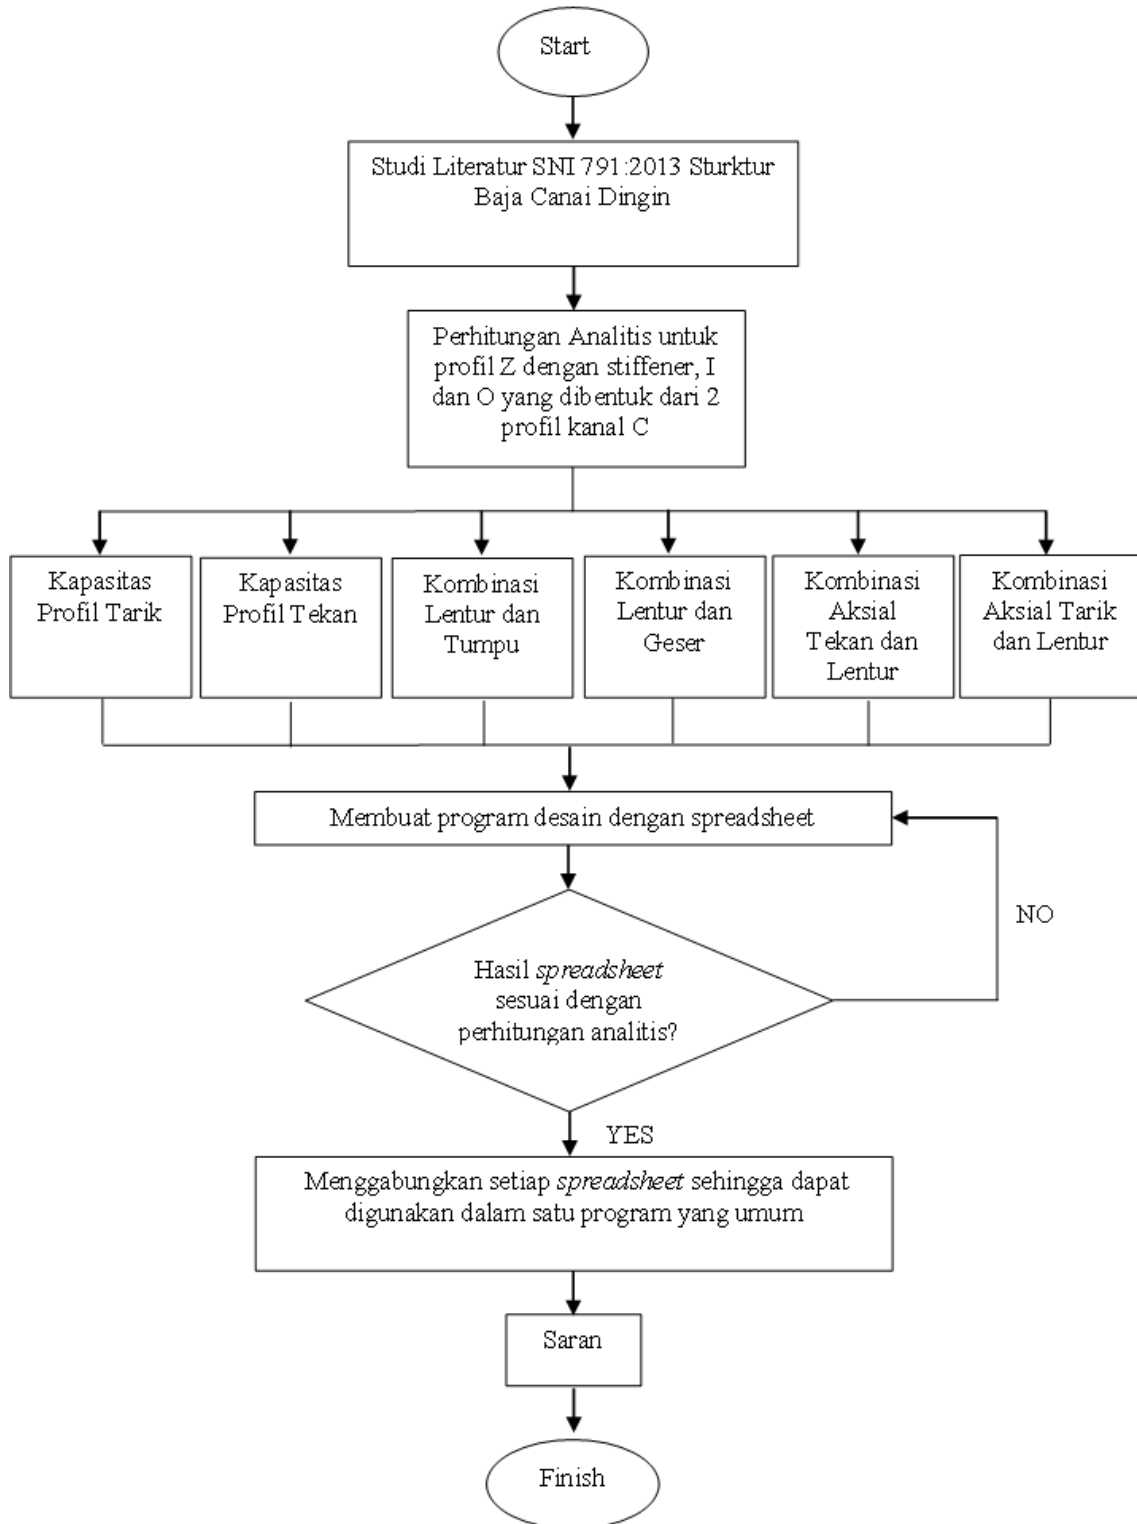 Start
Studi Literatur SNI 791:2013 Sturktur
Baja Canai Dingin
Perhitungan Analitis untuk
profil Z dengan stiffener, I
dan O yang dibentuk dari 2
profil kanal C
Kapasitas
Profil Tarik
Kapasitas
Profil Tekan
Kombinasi
Lentur dan
Tumpu
Kombinasi
Lentur dan
Geser
Kombinasi
Aksial
Tekan dan
Lentur
Kombinasi
Aksial Tarik
dan Lentur
Membuat program desain dengan spreadsheet
NO
Hasil spreadsheet
sesuai dengan
perhitungan analitis?
YES
Menggabungkan setiap spreadsheet sehingga dapat
digunakan dalam satu program yang umum
Saran
Finish